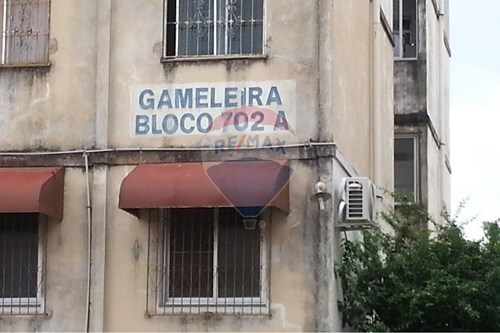 GAMELEIRA
BLOCO 702 A
RE/MAX